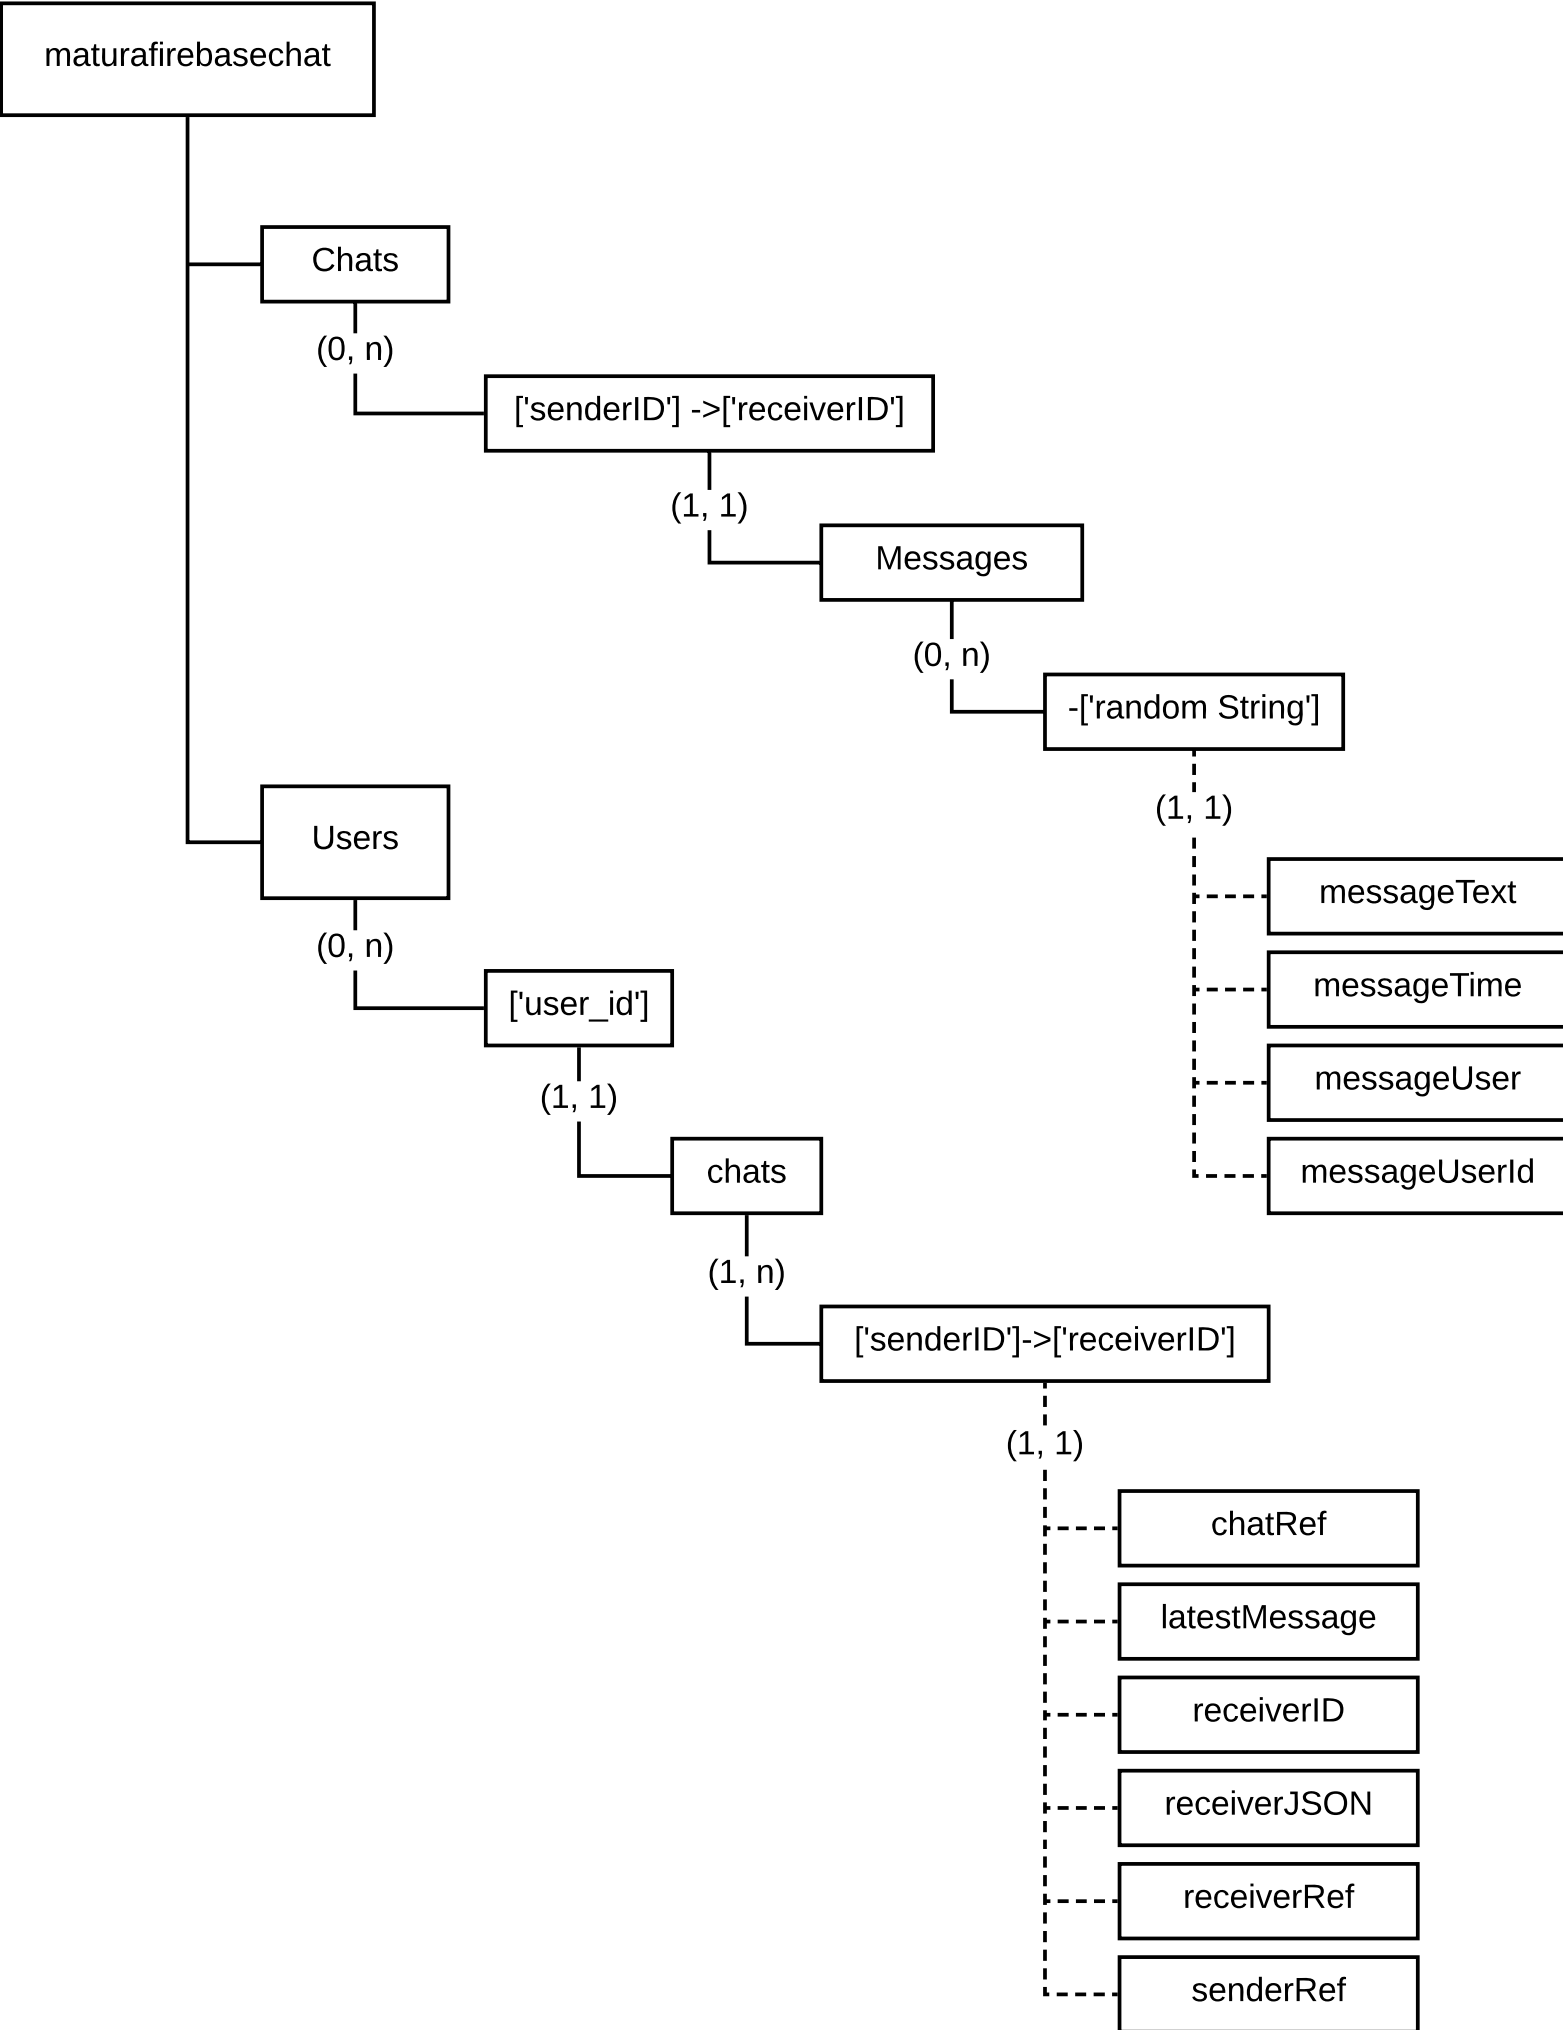 maturafirebasechat
Chats
(0, n)
['senderID'] ->['receiverID']
(1, 1)
Messages
(0, n)
-['random String']
(1, 1)
messageText
messageTime
messageUser
messageUserId
Users
(0, n)
['user_id']
(1, 1)
chats
(1, n)
['senderID']->['receiverID']
(1, 1)
chatRef
latestMessage
receiverID
receiverJSON
receiverRef
senderRef